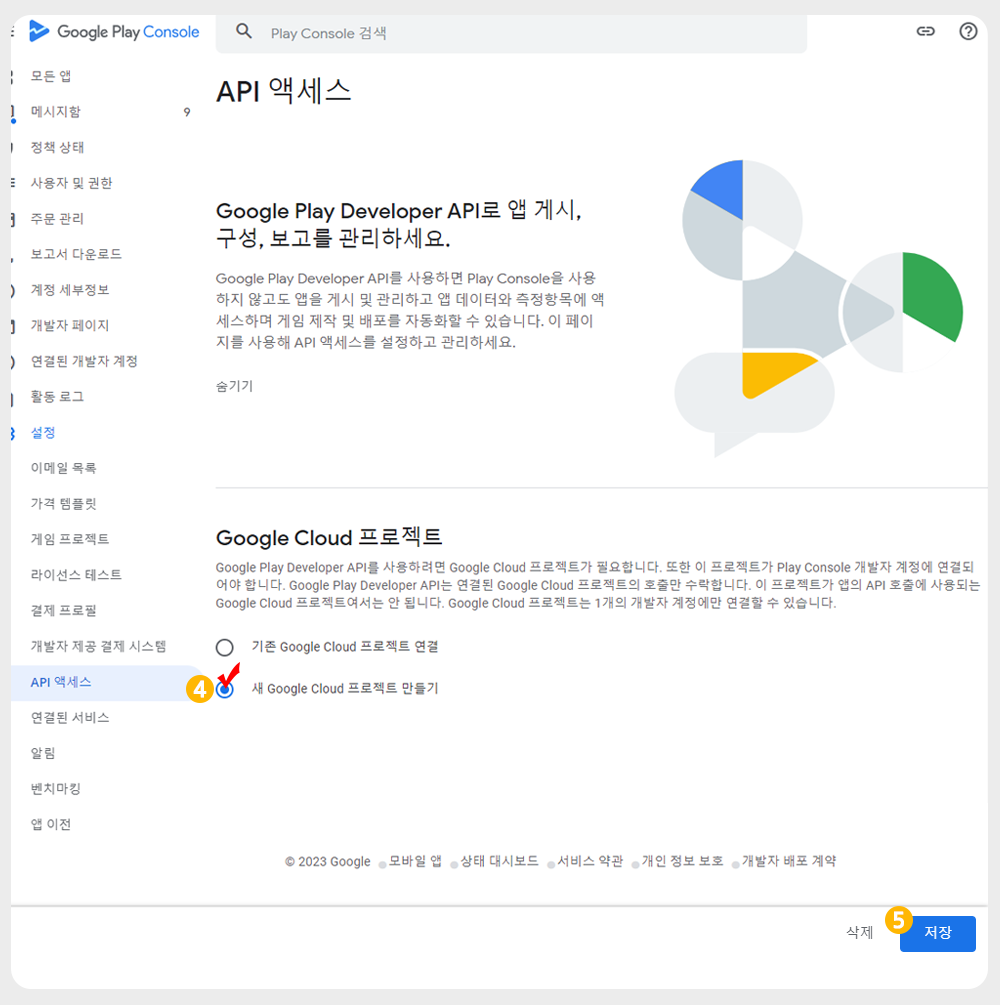 Google Play Console
Play Console 검색
모든 앱
메시지함 9
정책 상태
사용자 및 권한
주문 관리
보고서 다운로드
계정 세부정보
개발자 페이지
연결된 개발자 계정
활동 로그
설정
이메일 목록
가격 템플릿
게임 프로젝트
라이선스 테스트
결제 프로필
개발자 제공 결제 시스템
API 액세스
연결된 서비스
알림
벤치마킹
앱 이전
API 액세스
Google Play Developer API로 앱 게시,
구성, 보고를 관리하세요.
Google Play Developer API를 사용하면 Play Console을 사용
하지 않고도 앱을 게시 및 관리하고 앱 데이터와 측정항목에 액
세스하며 게임 제작 및 배포를 자동화할 수 있습니다. 이 페이
지를 사용해 API 액세스를 설정하고 관리하세요.
숨기기
Google Cloud 프로젝트
Google Play Developer API를 사용하려면 Google Cloud 프로젝트가 필요합니다. 또한 이 프로젝트가 Play Console 개발자 계정에 연결되
어야 합니다. Google Play Developer API는 연결된 Google Cloud 프로젝트의 호출만 수락합니다. 이 프로젝트가 앱의 API 호출에 사용되는
Google Cloud 프로젝트여서는 안 됩니다. Google Cloud 프로젝트는 1개의 개발자 계정에만 연결할 수 있습니다.
기존 Google Cloud 프로젝트 연결
4 새 Google Cloud 프로젝트 만들기
© 2023 Google 모바일 앱 상태 대시보드 서비스 약관 개인 정보 보호 개발자 배포 계약
삭제 5 저장